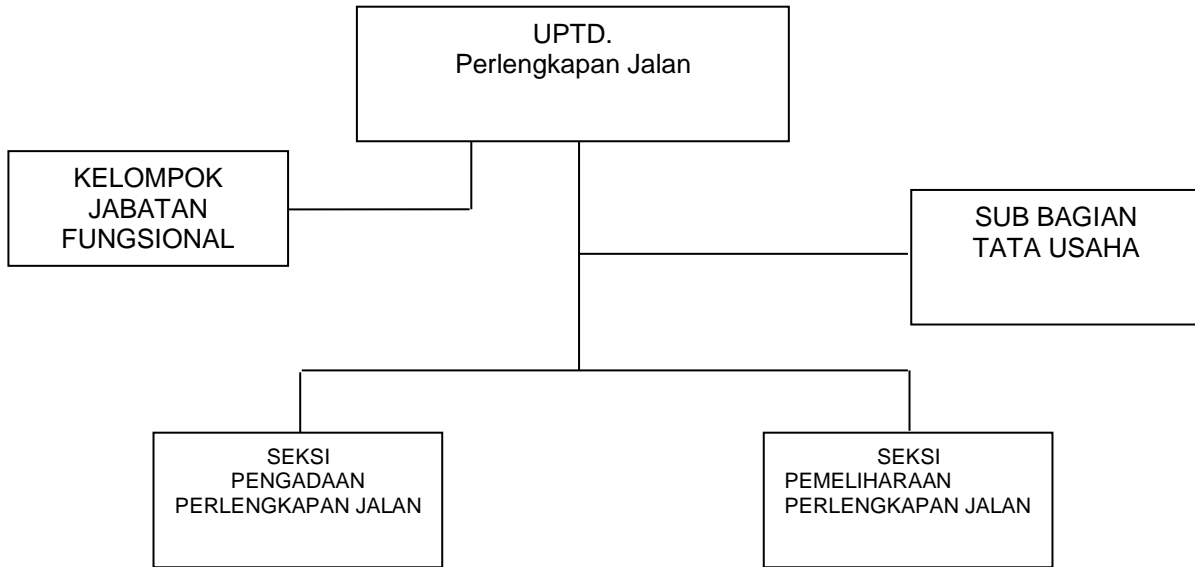 UPTD.
Perlengkapan Jalan
KELOMPOK
JABATAN
FUNGSIONAL
SUB BAGIAN
TATA USAHA
SEKSI
PENGADAAN
PERLENGKAPAN JALAN
SEKSI
PEMELIHARAAN
PERLENGKAPAN JALAN